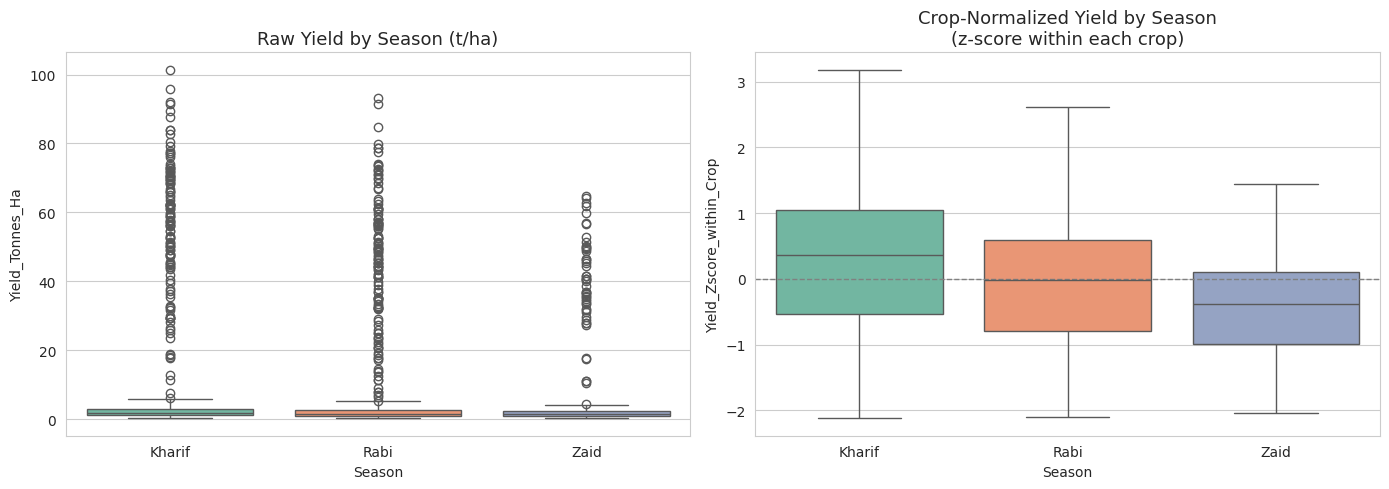 Raw Yield by Season (t/ha)
Yield_Tonnes_Ha
100
80
60
40
20
0
Kharif
Rabi
Zaid
Season
Crop-Normalized Yield by Season
(z-score within each crop)
Yield_Zscore_within_Crop
3
2
1
0
−1
−2
Kharif
Rabi
Zaid
Season